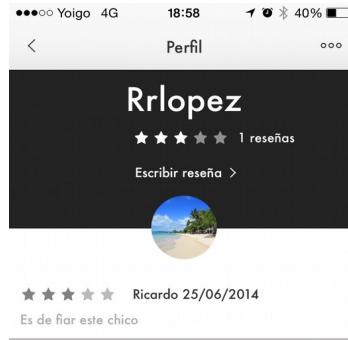 Yoigo 4G 18:58 40%
Perfil
Rrlopez
1 reseñas
Escribir reseña >
Ricardo 25/06/2014
Es de fiar este chico